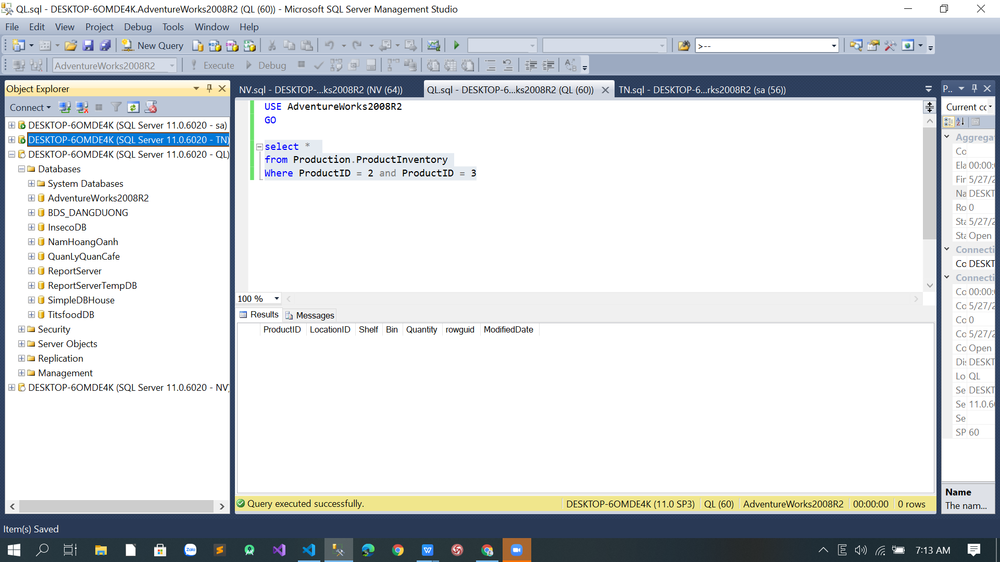 QL.sql - DESKTOP-6OMDE4K.AdventureWorks2008R2 (QL (60)) - Microsoft SQL Server Management Studio
File Edit View Project Debug Tools Window Help
New Query >--
AdventureWorks2008R2 Execute Debug
Object Explorer
Connect
DESKTOP-6OMDE4K (SQL Server 11.0.6020 - sa)
DESKTOP-6OMDE4K (SQL Server 11.0.6020 - TN)
DESKTOP-6OMDE4K (SQL Server 11.0.6020 - QL)
Databases
System Databases
AdventureWorks2008R2
BDS_DANGDUONG
InsecoDB
NamHoangOanh
QuanLyQuanCafe
ReportServer
ReportServerTempDB
SimpleDBHouse
TitsfoodDB
Security
Server Objects
Replication
Management
DESKTOP-6OMDE4K (SQL Server 11.0.6020 - NV)
NV.sql - DESKTOP-...ks2008R2 (NV (64)) QL.sql - DESKTOP-6...ks2008R2 (QL (60)) TN.sql - DESKTOP-6...rks2008R2 (sa (56))
USE AdventureWorks2008R2
GO
select *
from Production.ProductInventory
Where ProductID = 2 and ProductID = 3
100 %
Results Messages
ProductID LocationID Shelf Bin Quantity rowguid ModifiedDate
Query executed successfully. DESKTOP-6OMDE4K (11.0 SP3) QL (60) AdventureWorks2008R2 00:00:00 0 rows
P..
Current cc
Aggrega
Co
Ela 00:00:
Fir 5/27/2
Na DESKT
Ro 0
Sta 5/27/2
Sta Open
Connecti
Co DESKT
Connecti
Co 00:00:
Co 5/27/2
Co 0
Co 5/27/2
Co Open
Dis DESKT
Lo QL
Se DESKT
Se 11.0.6
Se
SP 60
Name
The nam...
Item(s) Saved
Zalo
7:13 AM